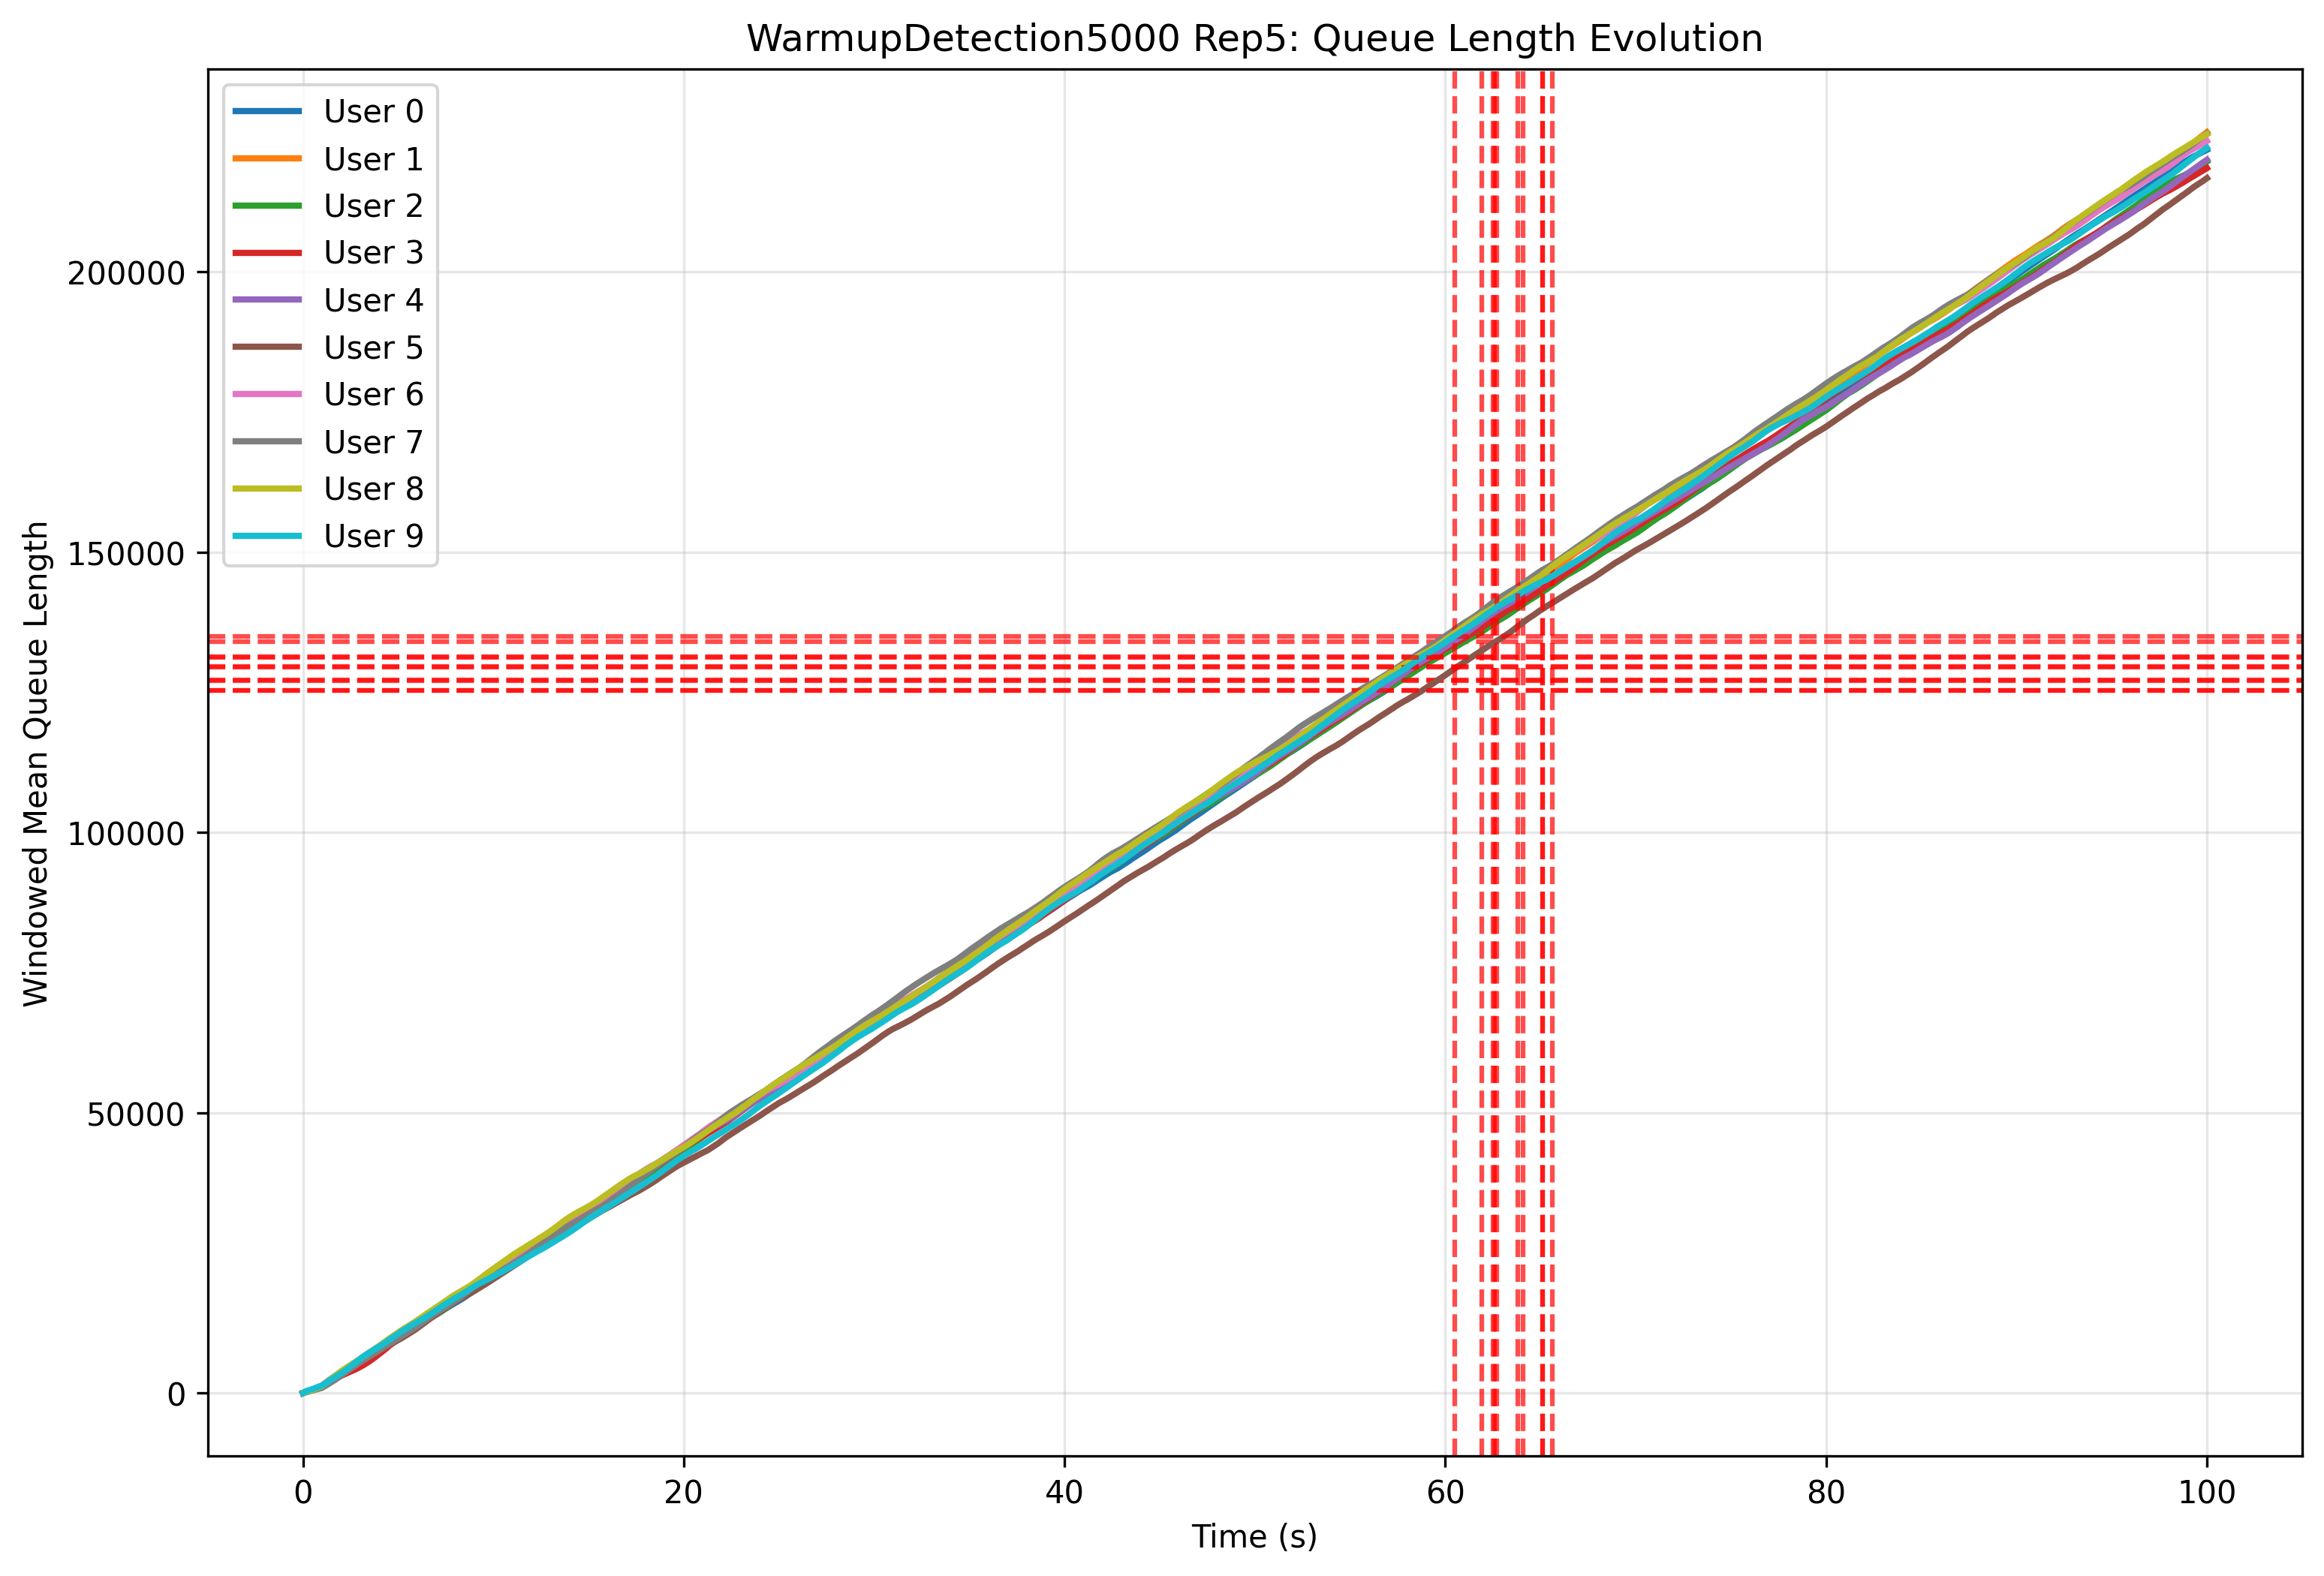 WarmupDetection5000 Rep5: Queue Length Evolution
User 0
User 1
User 2
User 3
User 4
User 5
User 6
User 7
User 8
User 9
Windowed Mean Queue Length
200000
150000
100000
50000
0
0 20 40 60 80 100
Time (s)